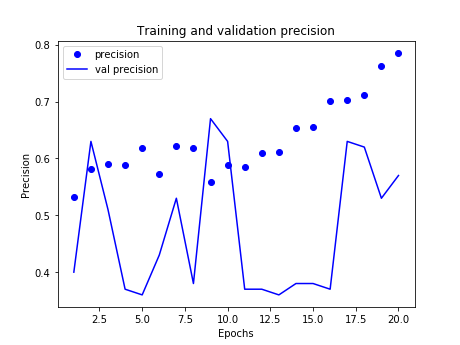 Training and validation precision
precision
val precision
Precision
0.8
0.7
0.6
0.5
0.4
2.5 5.0 7.5 10.0 12.5 15.0 17.5 20.0
Epochs